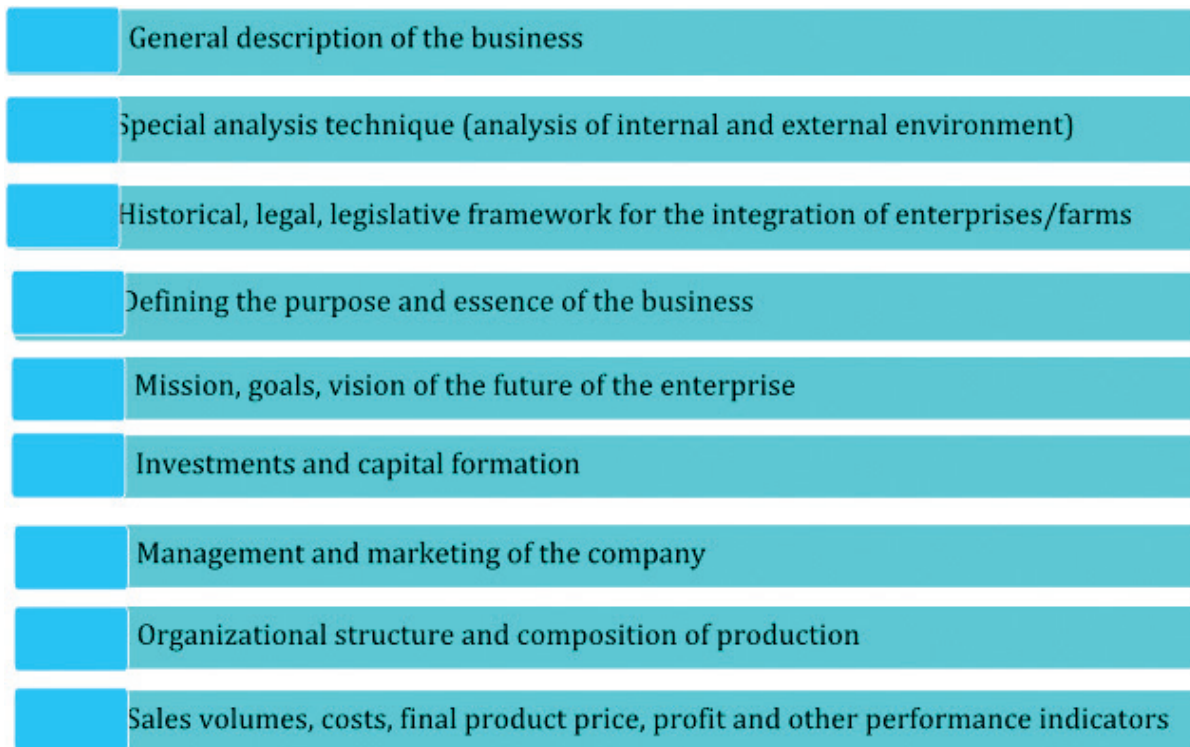 General description of the business
Special analysis technique (analysis of internal and external environment)
Historical, legal, legislative framework for the integration of enterprises/farms
Defining the purpose and essence of the business
Mission, goals, vision of the future of the enterprise
Investments and capital formation
Management and marketing of the company
Organizational structure and composition of production
Sales volumes, costs, final product price, profit and other performance indicators